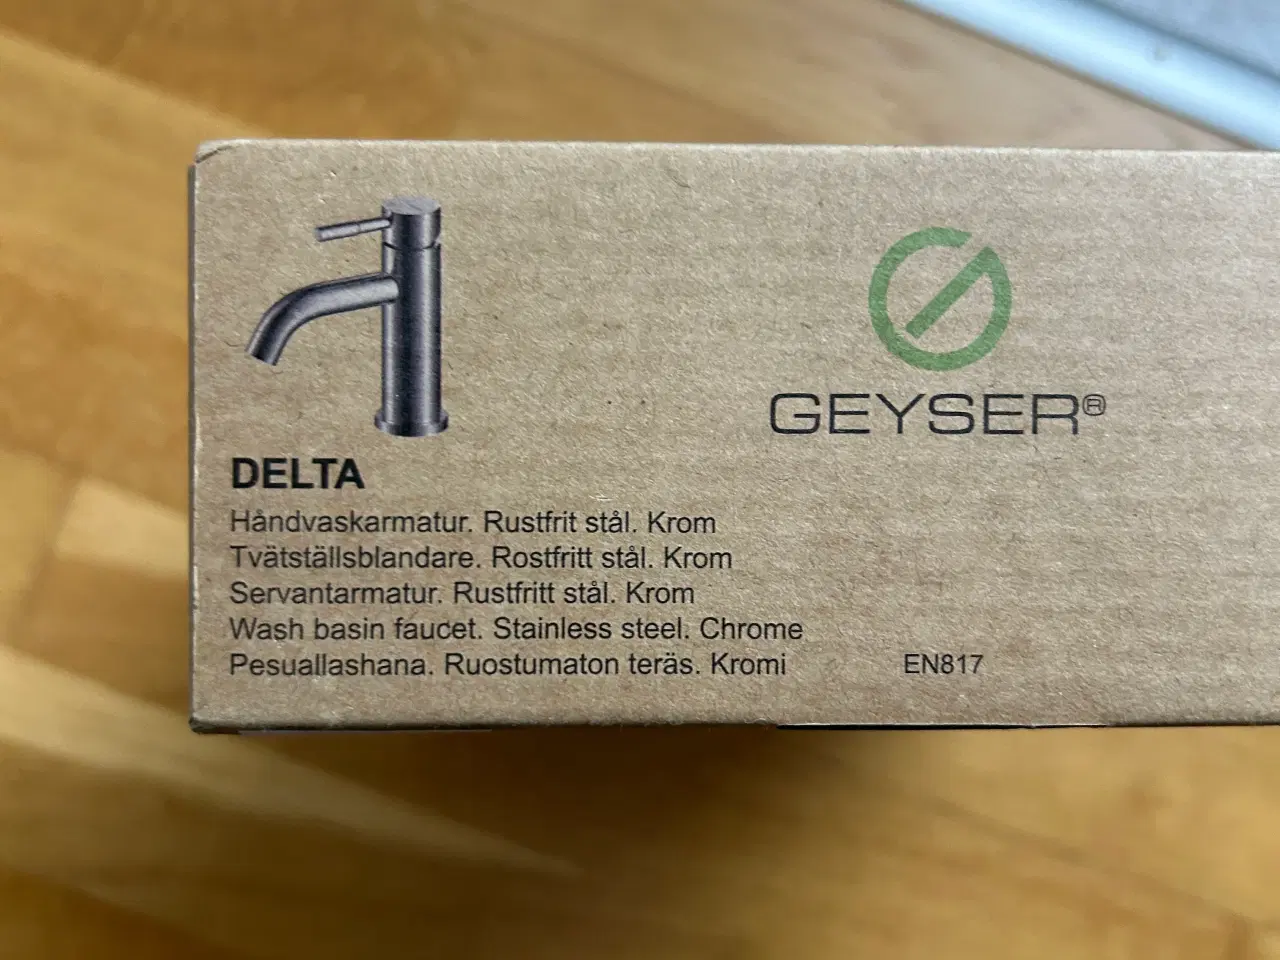 GEYSER®
DELTA
Håndvaskarmatur. Rustfrit stål. Krom
Tvätställsblandare. Rostfritt stål. Krom
Servantarmatur. Rustfritt stål. Krom
Wash basin faucet. Stainless steel. Chrome
Pesuallashana. Ruostumaton teräs. Kromi
EN817